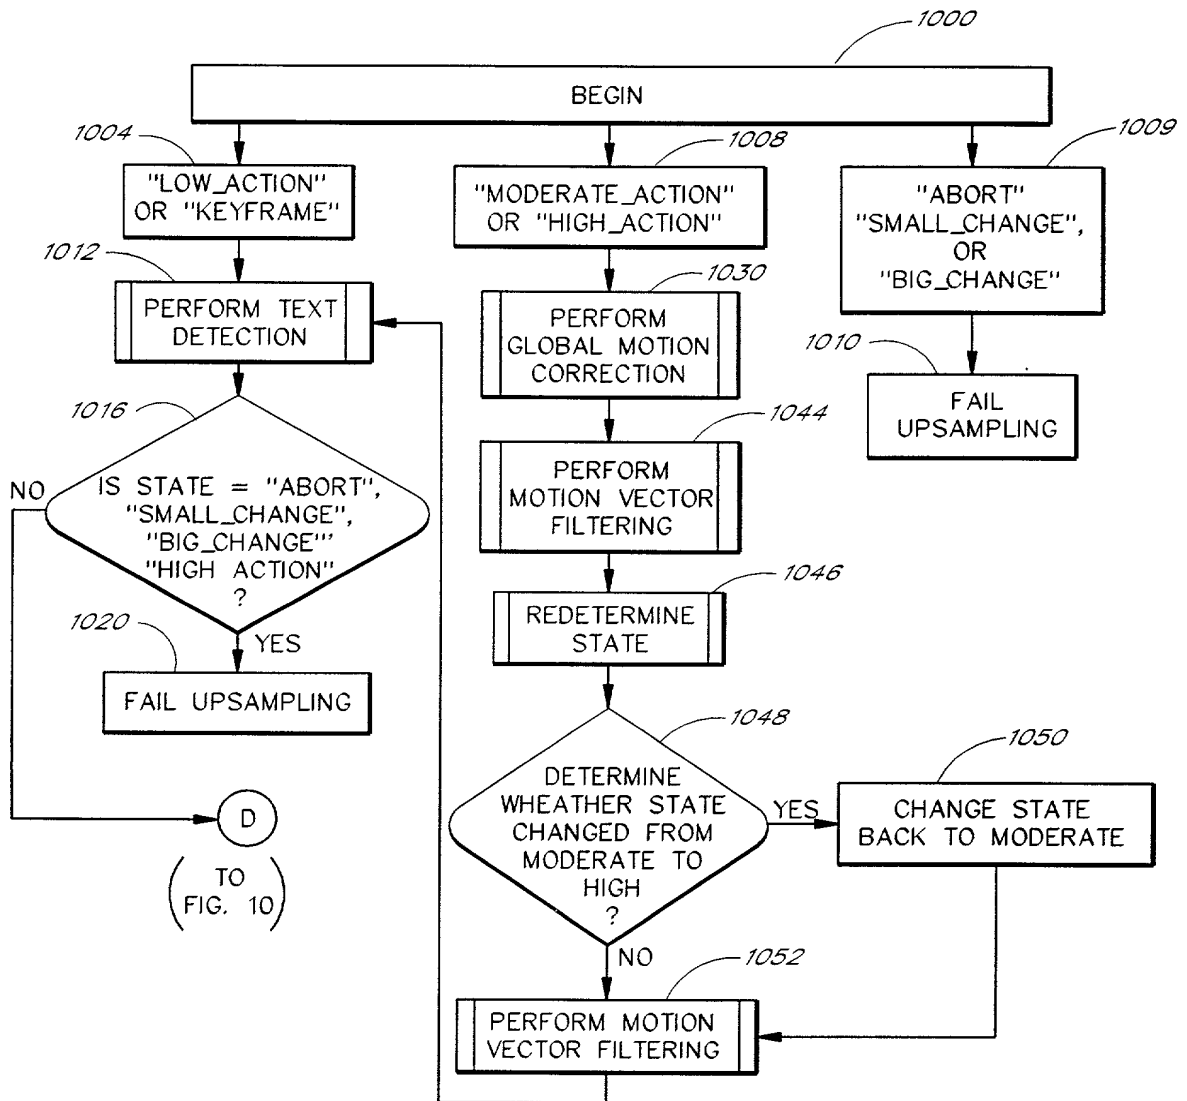 1000
BEGIN
1004
"LOW_ACTION"
OR "KEYFRAME"
1008
"MODERATE_ACTION"
OR "HIGH_ACTION"
1009
"ABORT"
"SMALL_CHANGE",
OR
"BIG_CHANGE"
1012
PERFORM TEXT
DETECTION
1030
PERFORM
GLOBAL MOTION
CORRECTION
1010
FAIL
UPSAMPLING
1016
IS STATE = "ABORT",
"SMALL_CHANGE",
"BIG_CHANGE"'
"HIGH ACTION"
?
NO
YES
1044
PERFORM
MOTION VECTOR
FILTERING
1046
REDETERMINE
STATE
1020
FAIL UPSAMPLING
1048
DETERMINE
WHEATHER STATE
CHANGED FROM
MODERATE TO
HIGH
?
YES
NO
1050
CHANGE STATE
BACK TO MODERATE
D
(TO
FIG. 10)
1052
PERFORM MOTION
VECTOR FILTERING